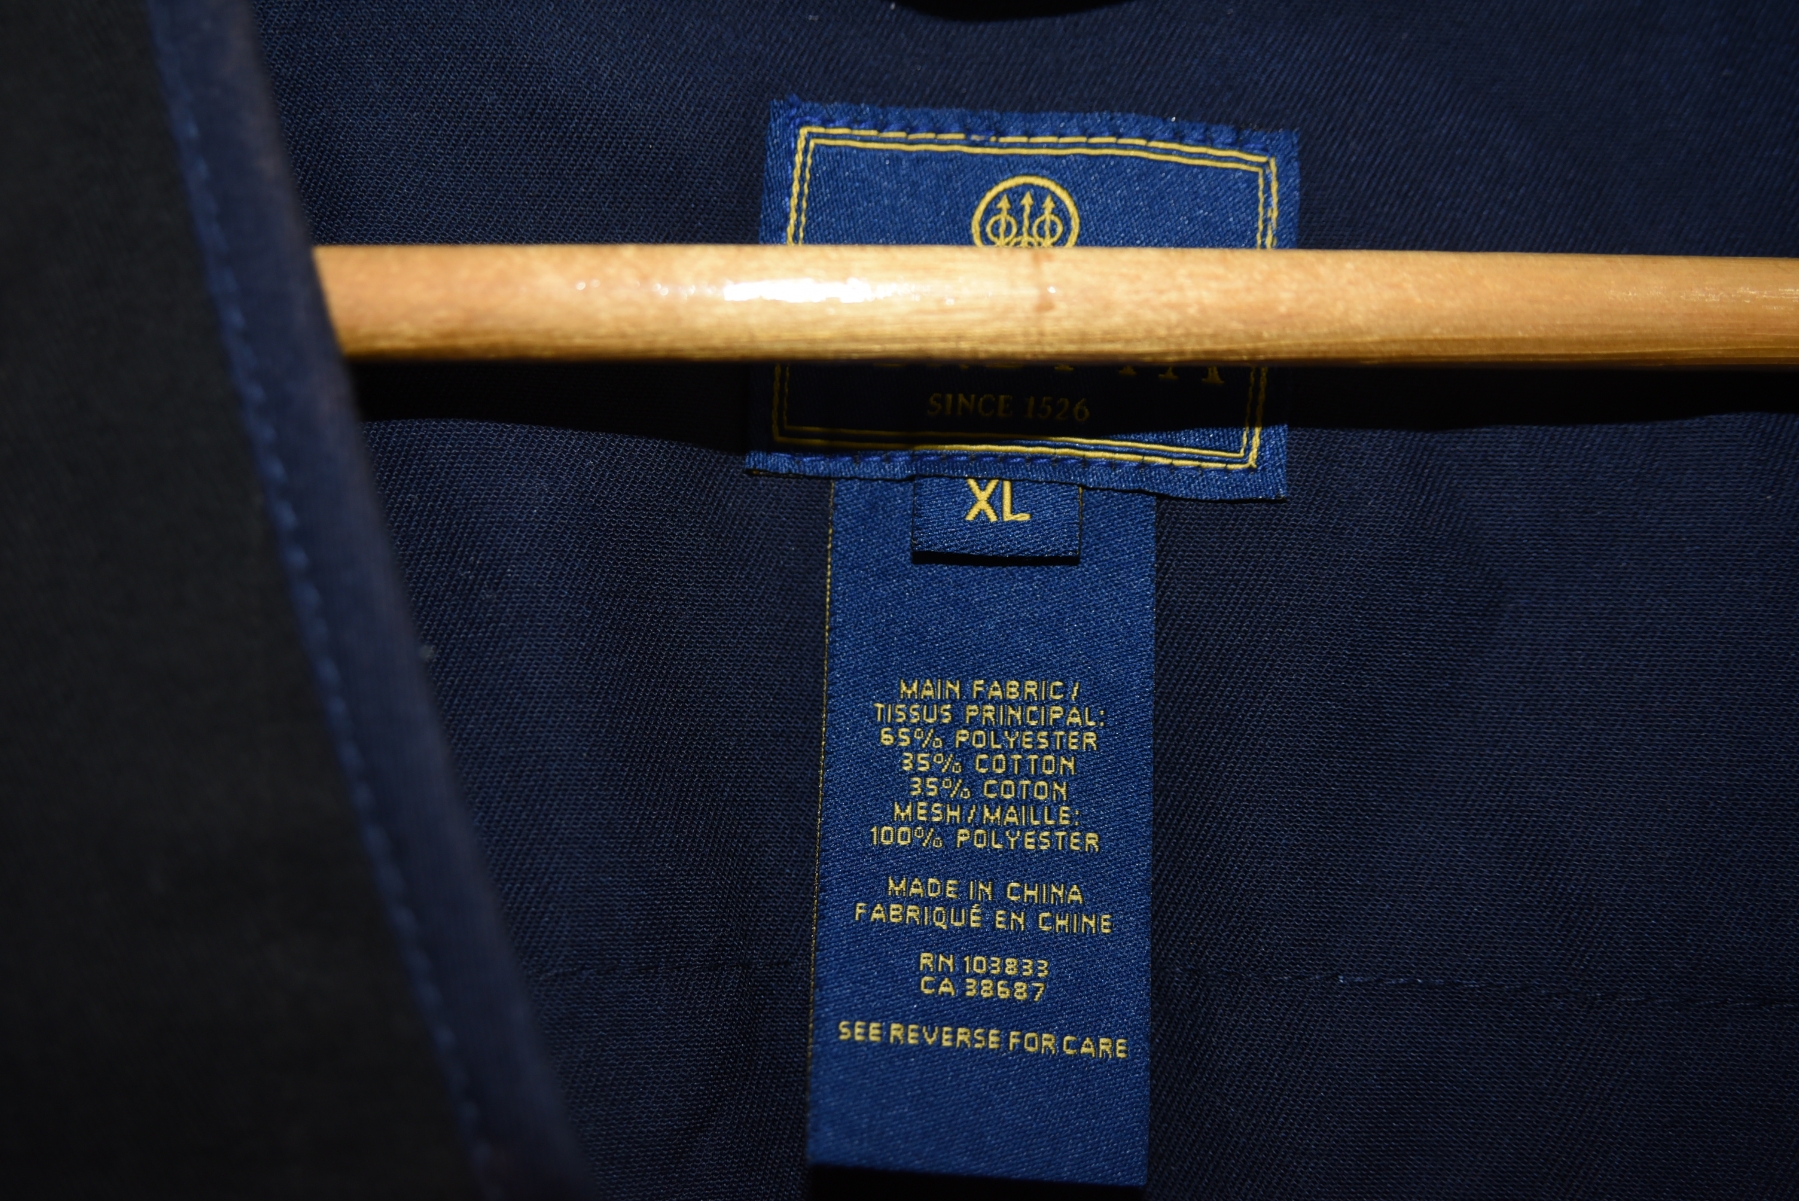 SINCE 1526
XL
MAIN FABRIC/
TISSUS PRINCIPAL:
65% POLYESTER
35% COTTON
35% COTON
MESH/MAILLE:
100% POLYESTER
MADE IN CHINA
FABRIQUÉ EN CHINE
RN 103833
CA 38687
SEE REVERSE FOR CARE